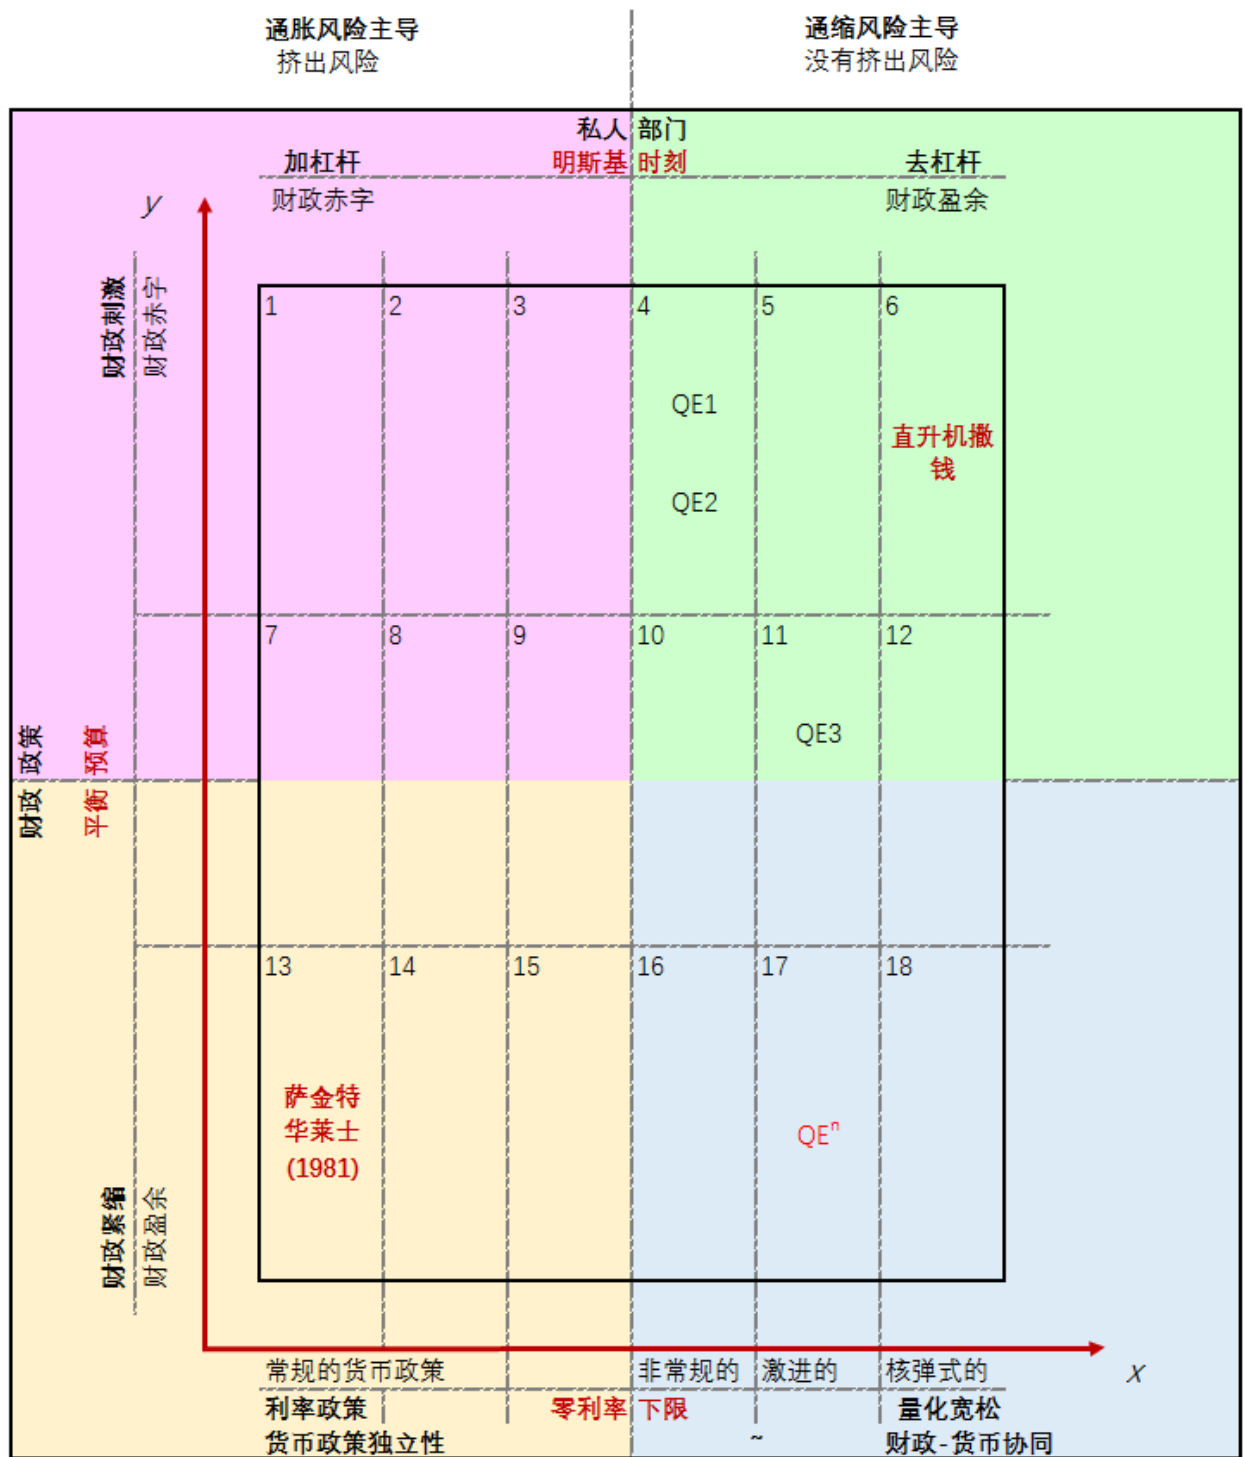 通胀风险主导 通缩风险主导
挤出风险 没有挤出风险
私人 部门
加杠杆 明斯基 时刻 去杠杆
财政赤字 财政盈余
y
财政刺激
财政赤字
1 2 3 4 5 6
QE1
直升机撒
钱
QE2
7 8 9 10 11 12
QE3
财政 政策
平衡 预算
13 14 15 16 17 18
萨金特
华莱士
(1981)
QEⁿ
财政紧缩
财政盈余
常规的货币政策 非常规的 激进的 核弹式的 x
利率政策 零利率 下限 量化宽松
货币政策独立性 ~ 财政-货币协同